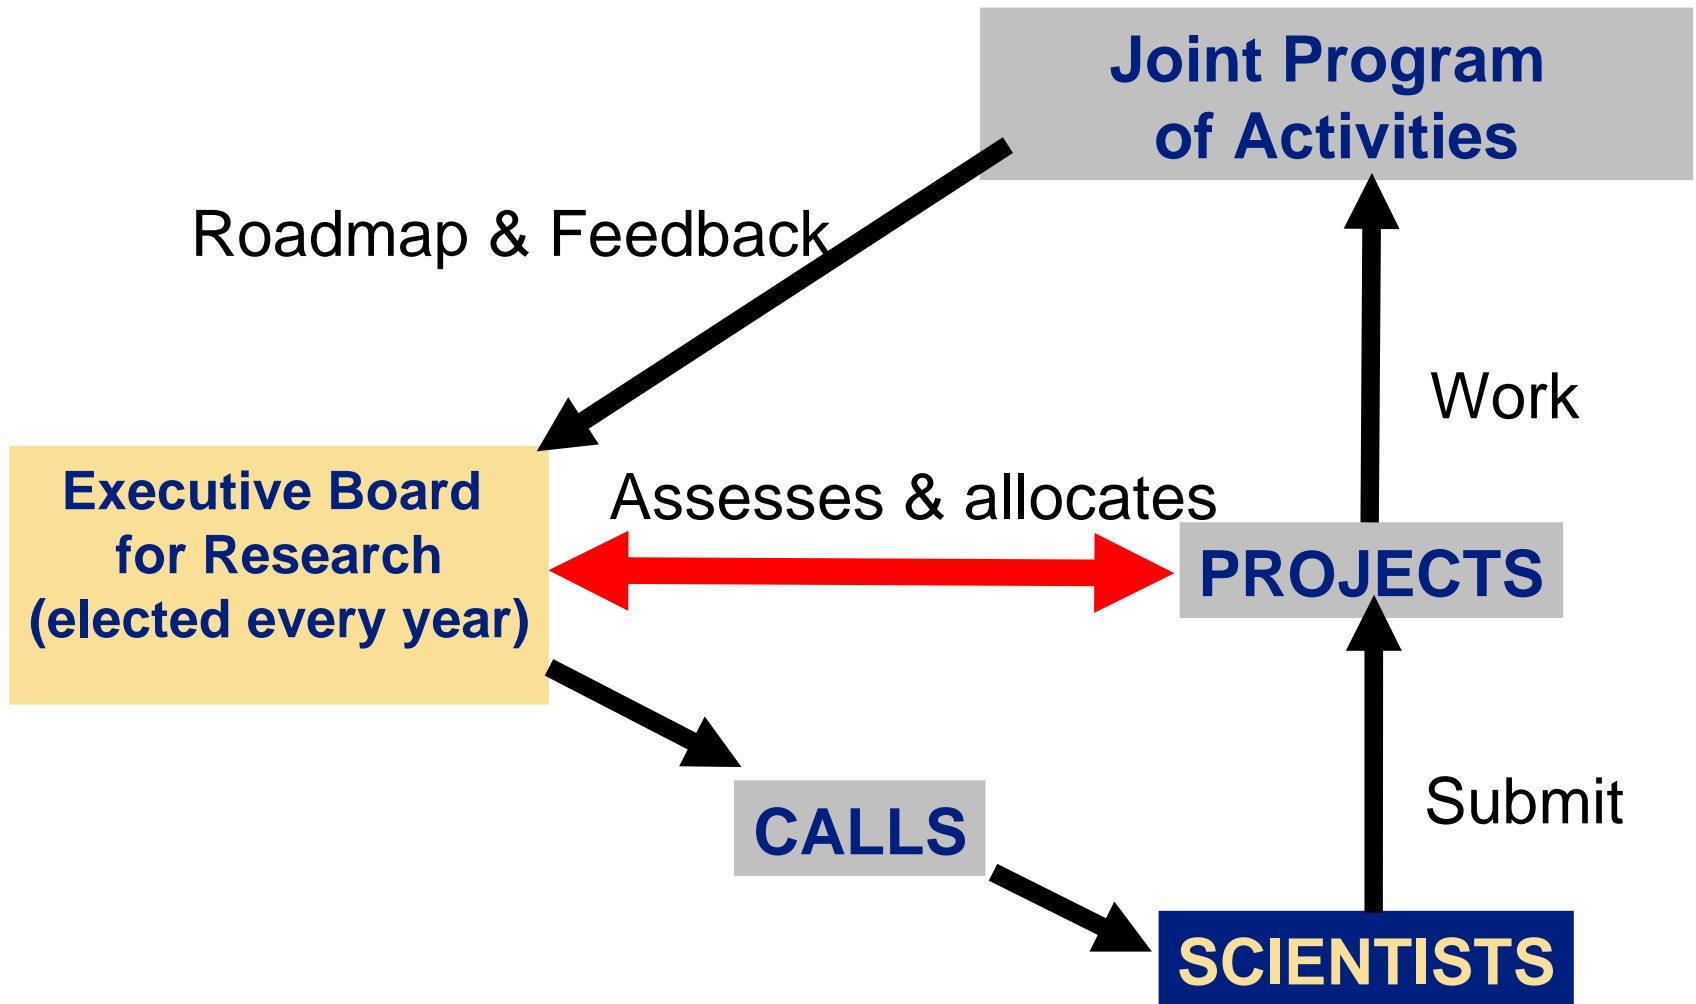 Joint Program
of Activities
Roadmap & Feedback
Work
Executive Board
for Research
(elected every year)
Assesses & allocates
PROJECTS
Submit
CALLS
SCIENTISTS